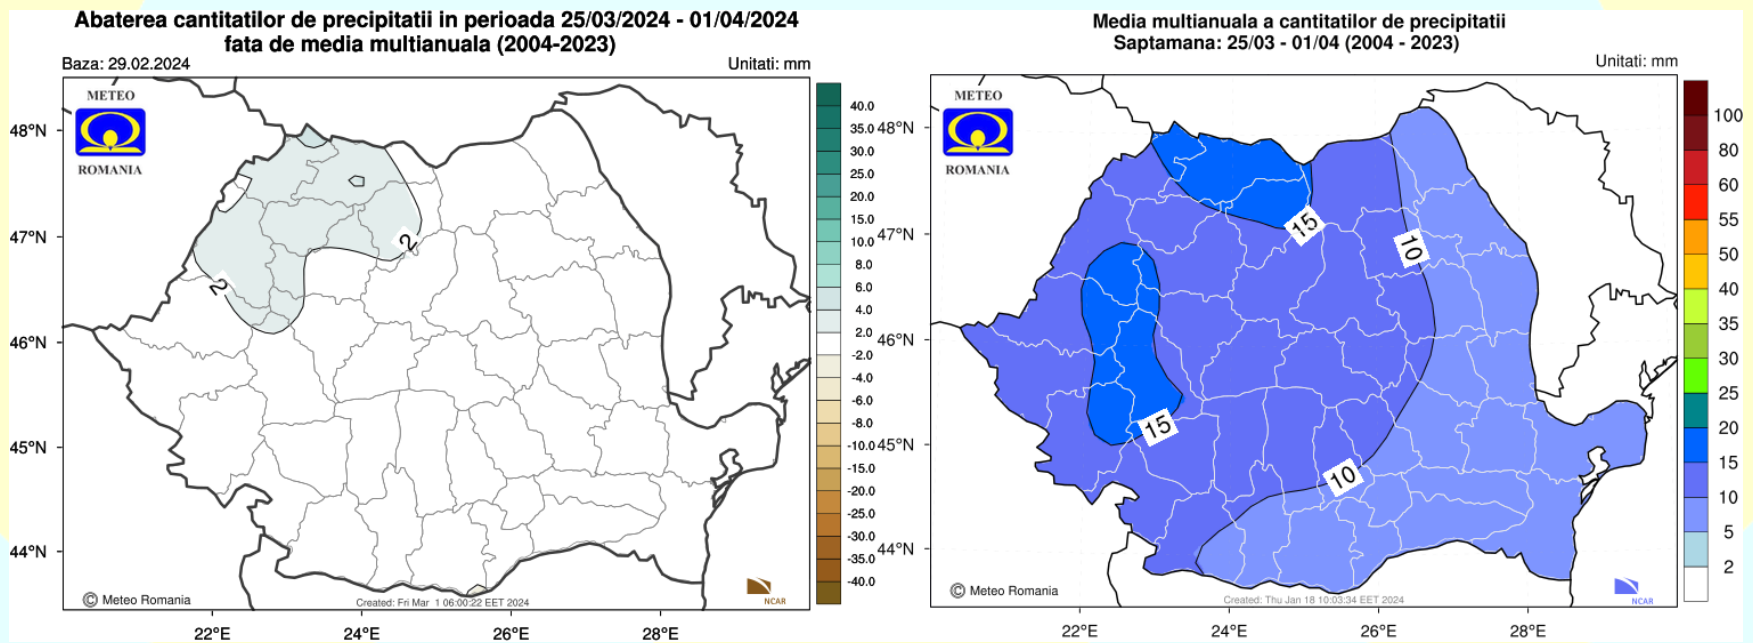 Abaterea cantitatilor de precipitatii in perioada 25/03/2024 - 01/04/2024
fata de media multianuala (2004-2023)
Baza: 29.02.2024
Unitati: mm
METEO
ROMANIA
48°N
47°N
46°N
45°N
44°N
2
2
40.0
35.0
30.0
25.0
20.0
15.0
10.0
8.0
6.0
4.0
2.0
-2.0
-4.0
-6.0
-8.0
-10.0
-15.0
-20.0
-25.0
-30.0
-35.0
-40.0
© Meteo Romania
Created: Fri Mar 1 06:00:22 EET 2024
NCAR
22°E
24°E
26°E
28°E
Media multianuala a cantitatilor de precipitatii
Saptamana: 25/03 - 01/04 (2004 - 2023)
Unitati: mm
METEO
ROMANIA
48°N
47°N
46°N
45°N
44°N
15
10
15
10
100
80
60
55
50
40
35
30
25
20
15
10
5
2
© Meteo Romania
Created: Thu Jan 18 10:03:34 EET 2024
NCAR
22°E
24°E
26°E
28°E